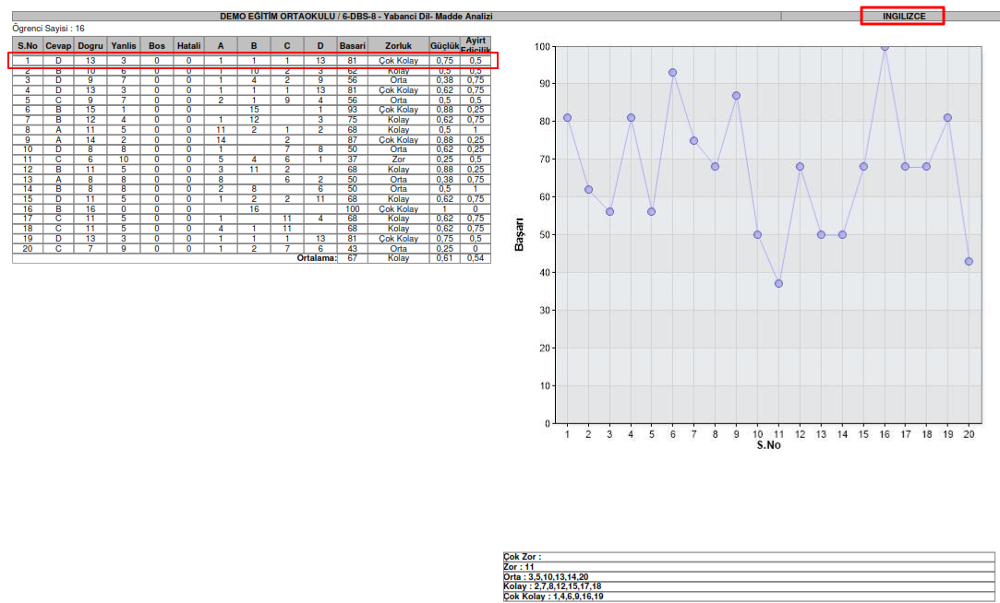 DEMO EĞİTİM ORTAOKULU / 6-DBS-8 - Yabanci Dil- Madde Analizi INGILIZCE
Ögrenci Sayisi : 16
S.No Cevap Dogru Yanlis Bos Hatali A B C D Basari Zorluk Güçlük Ayirt Edicilik
1 D 13 3 0 0 1 1 1 13 81 Çok Kolay 0,75 0,5
2 B 10 6 0 0 1 10 2 3 62 Kolay 0,5 0,5
3 D 9 7 0 0 1 4 2 9 56 Orta 0,38 0,75
4 D 13 3 0 0 1 1 1 13 81 Çok Kolay 0,62 0,75
5 C 9 7 0 0 2 1 9 4 56 Orta 0,5 0,5
6 B 15 1 0 0 15 1 93 Çok Kolay 0,88 0,25
7 B 12 4 0 0 1 12 3 75 Kolay 0,62 0,75
8 A 11 5 0 0 11 2 1 2 68 Kolay 0,5 1
9 A 14 2 0 0 14 2 87 Çok Kolay 0,88 0,25
10 D 8 8 0 0 1 7 8 50 Orta 0,62 0,25
11 C 6 10 0 0 5 4 6 1 37 Zor 0,25 0,5
12 B 11 5 0 0 3 11 2 68 Kolay 0,88 0,25
13 A 8 8 0 0 8 6 2 50 Orta 0,38 0,75
14 B 8 8 0 0 2 8 6 50 Orta 0,5 1
15 D 11 5 0 0 1 2 2 11 68 Kolay 0,62 0,75
16 B 16 0 0 0 16 100 Çok Kolay 1 0
17 C 11 5 0 0 1 11 4 68 Kolay 0,62 0,75
18 C 11 5 0 0 4 1 11 68 Kolay 0,62 0,75
19 D 13 3 0 0 1 1 1 13 81 Çok Kolay 0,75 0,5
20 C 7 9 0 0 1 2 7 6 43 Orta 0,25 0
Ortalama: 67 Kolay 0,61 0,54
100
90
80
70
60
50
40
30
20
10
0
Başarı
1 2 3 4 5 6 7 8 9 10 11 12 13 14 15 16 17 18 19 20
S.No
Çok Zor :
Zor : 11
Orta : 3,5,10,13,14,20
Kolay : 2,7,8,12,15,17,18
Çok Kolay : 1,4,6,9,16,19